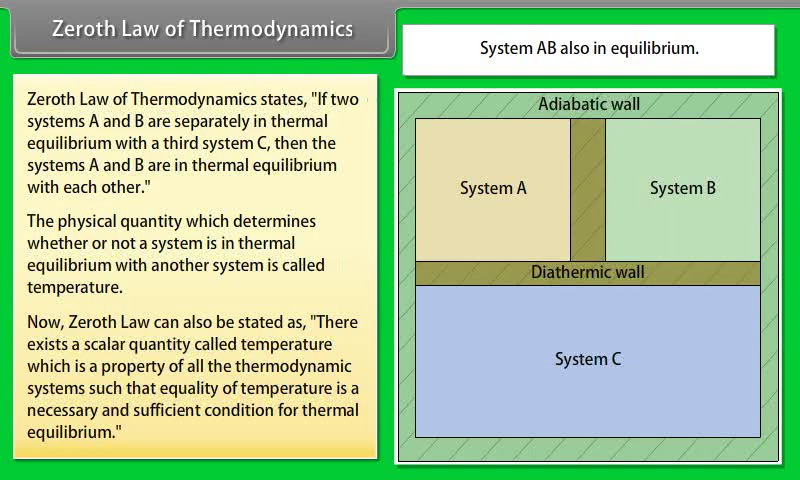 Zeroth Law of Thermodynamics
System AB also in equilibrium.
Zeroth Law of Thermodynamics states, "If two
systems A and B are separately in thermal
equilibrium with a third system C, then the
systems A and B are in thermal equilibrium
with each other."
The physical quantity which determines
whether or not a system is in thermal
equilibrium with another system is called
temperature.
Now, Zeroth Law can also be stated as, "There
exists a scalar quantity called temperature
which is a property of all the thermodynamic
systems such that equality of temperature is a
necessary and sufficient condition for thermal
equilibrium."
Adiabatic wall
System A
System B
Diathermic wall
System C